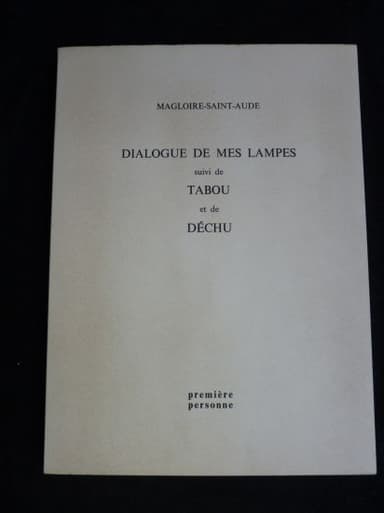 MAGLOIRE-SAINT-AUDE
DIALOGUE DE MES LAMPES
suivi de
TABOU
et de
DÉCHU
première
personne